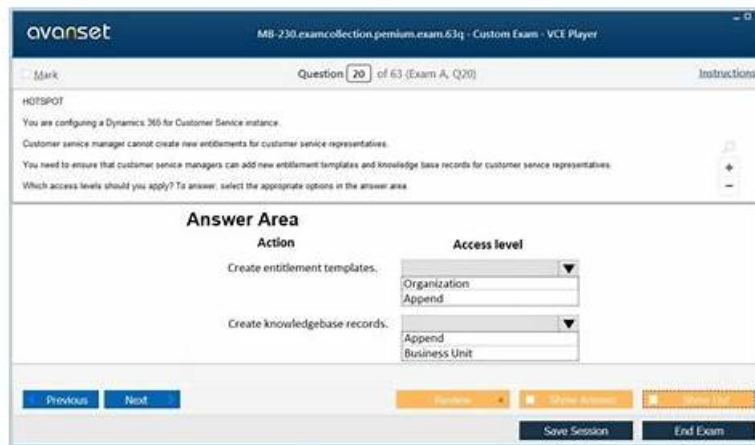 avanset
MB-230.examcollection.pemium.exam.63q - Custom Exam - VCE Player
Mark
Question 20 of 63 (Exam A, Q20)
Instructions
HOTSPOT
You are configuring a Dynamics 365 for Customer Service instance.
Customer service manager cannot create new entitlements for customer service representatives.
You need to ensure that customer service managers can add new entitlement templates and knowledge base records for customer service representatives.
Which access levels should you apply? To answer, select the appropriate options in the answer area.
Answer Area
Action Access level
Create entitlement templates.
Organization
Append
Create knowledgebase records.
Append
Business Unit
Previous Next Review Show Answer Show List
Save Session End Exam